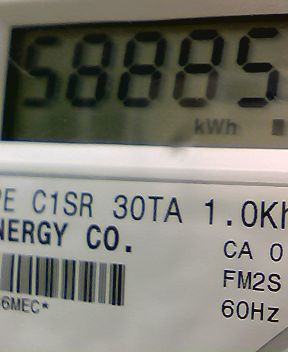 58885
kWh
PE C1SR 30TA 1.0Kh
NERGY CO.
CA 0
FM2S
6MEC*
60Hz